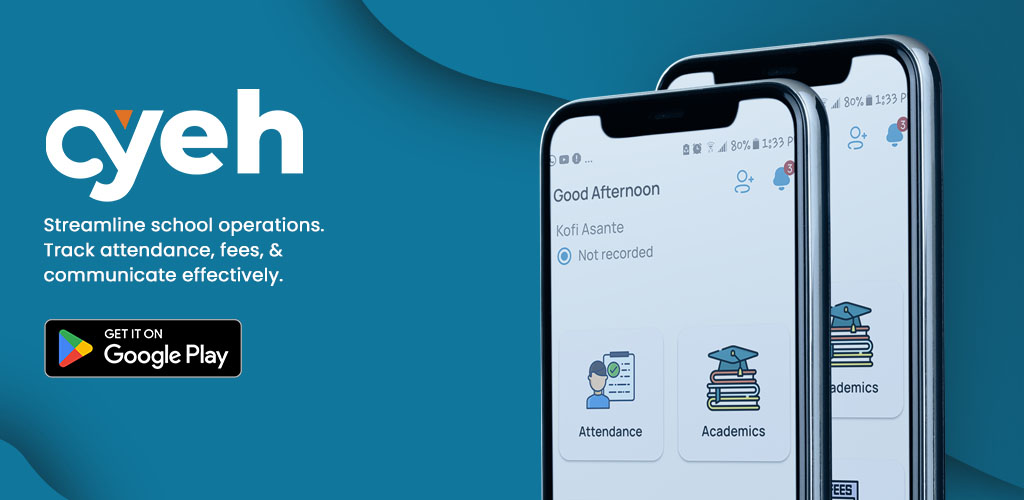 cyeh
Streamline school operations.
Track attendance, fees, &
communicate effectively.
GET IT ON
Google Play
80% 1:33 P
3
Good Afternoon
Kofi Asante
Not recorded
Attendance
Academics
80% 1:33 P
3
ademics
FEES